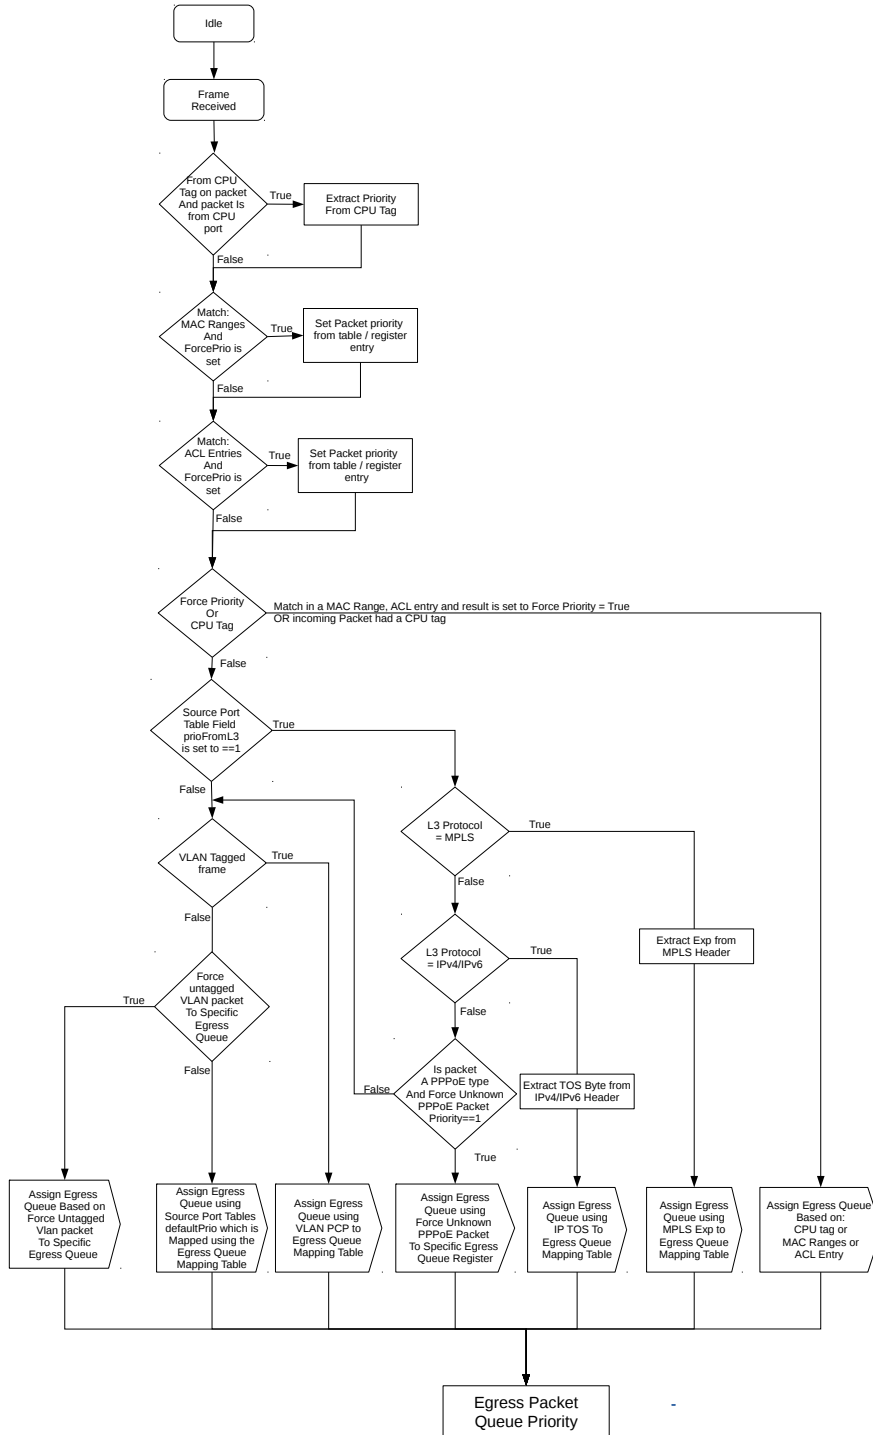 Idle
Frame
Received
From CPU
Tag on packet
And packet Is
from CPU
port
True
Extract Priority
From CPU Tag
False
Match:
MAC Ranges
And
ForcePrio is
set
True
Set Packet priority
from table / register
entry
False
Match:
ACL Entries
And
ForcePrio is
set
True
Set Packet priority
from table / register
entry
False
Force Priority
Or
CPU Tag
Match in a MAC Range, ACL entry and result is set to Force Priority = True
OR incoming Packet had a CPU tag
False
Source Port
Table Field
prioFromL3
is set to ==1
True
False
L3 Protocol
= MPLS
True
VLAN Tagged
frame
True
False
False
L3 Protocol
= IPv4/IPv6
True
Extract Exp from
MPLS Header
Force
untagged
VLAN packet
To Specific
Egress
Queue
True
False
False
Is packet
A PPPoE type
And Force Unknown
PPPoE Packet
Priority==1
False
Extract TOS Byte from
IPv4/IPv6 Header
True
Assign Egress
Queue Based on
Force Untagged
Vlan packet
To Specific
Egress Queue
Assign Egress
Queue using
Source Port Tables
defaultPrio which is
Mapped using the
Egress Queue
Mapping Table
Assign Egress
Queue using
VLAN PCP to
Egress Queue
Mapping Table
Assign Egress
Queue using
Force Unknown
PPPoE Packet
To Specific Egress
Queue Register
Assign Egress
Queue using
IP TOS To
Egress Queue
Mapping Table
Assign Egress
Queue using
MPLS Exp to
Egress Queue
Mapping Table
Assign Egress Queue
Based on:
CPU tag or
MAC Ranges or
ACL Entry
Egress Packet
Queue Priority